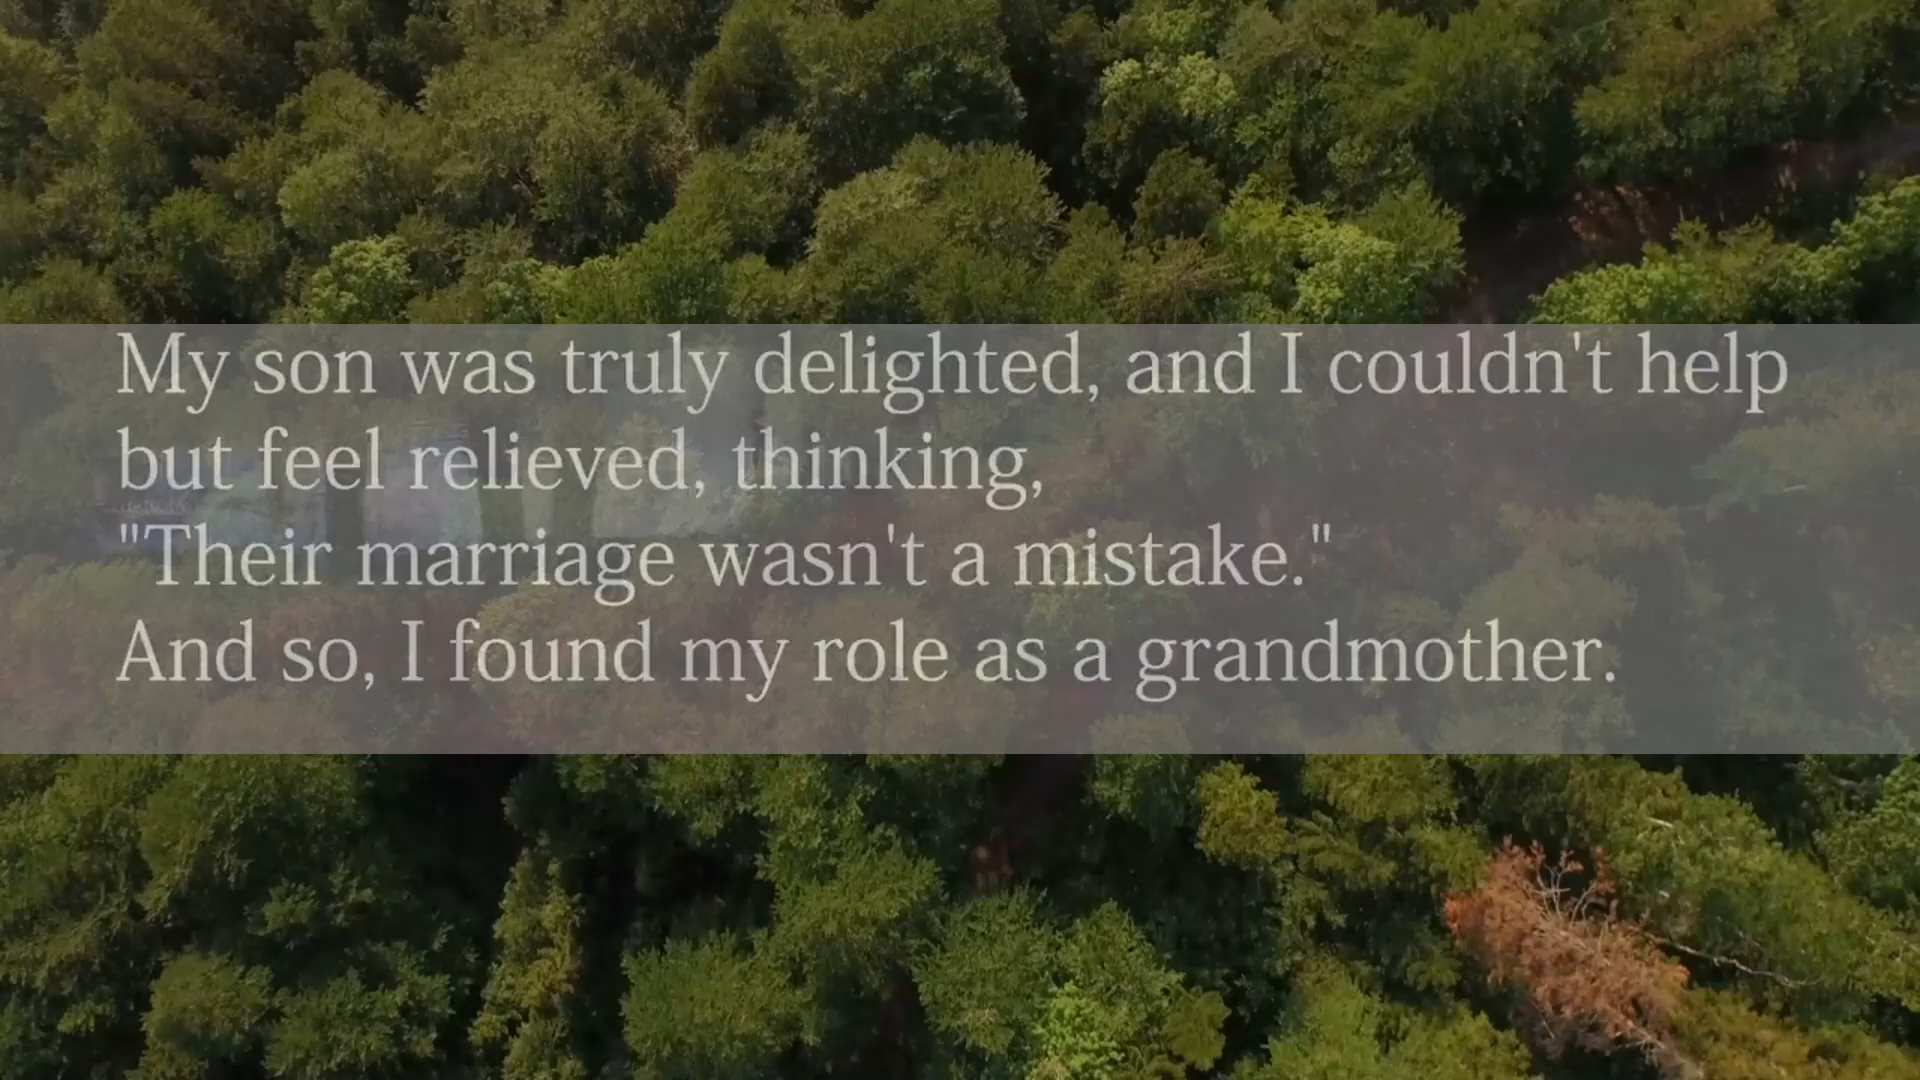 My son was truly delighted, and I couldn't help
but feel relieved, thinking,
"Their marriage wasn't a mistake."
And so, I found my role as a grandmother.